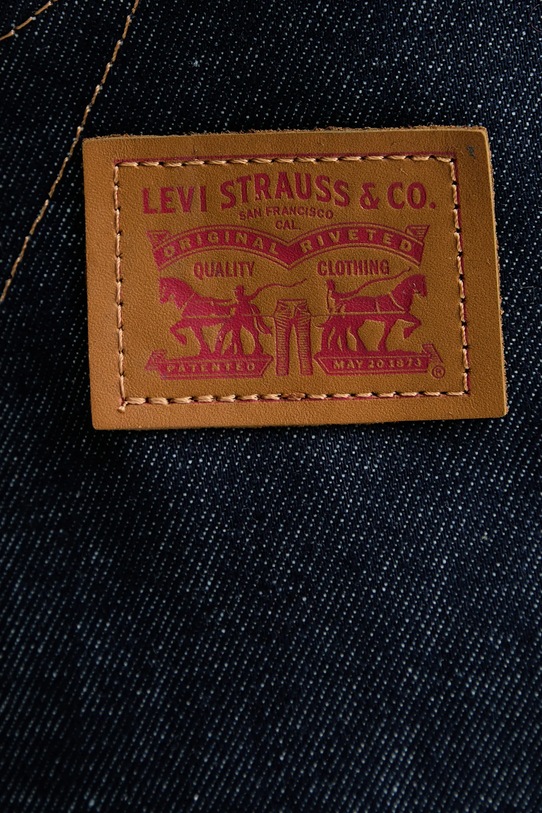 LEVI STRAUSS & CO.
SAN FRANCISCO
CAL.
ORIGINAL RIVETED
QUALITY CLOTHING
PATENTED MAY 20 1873 ®